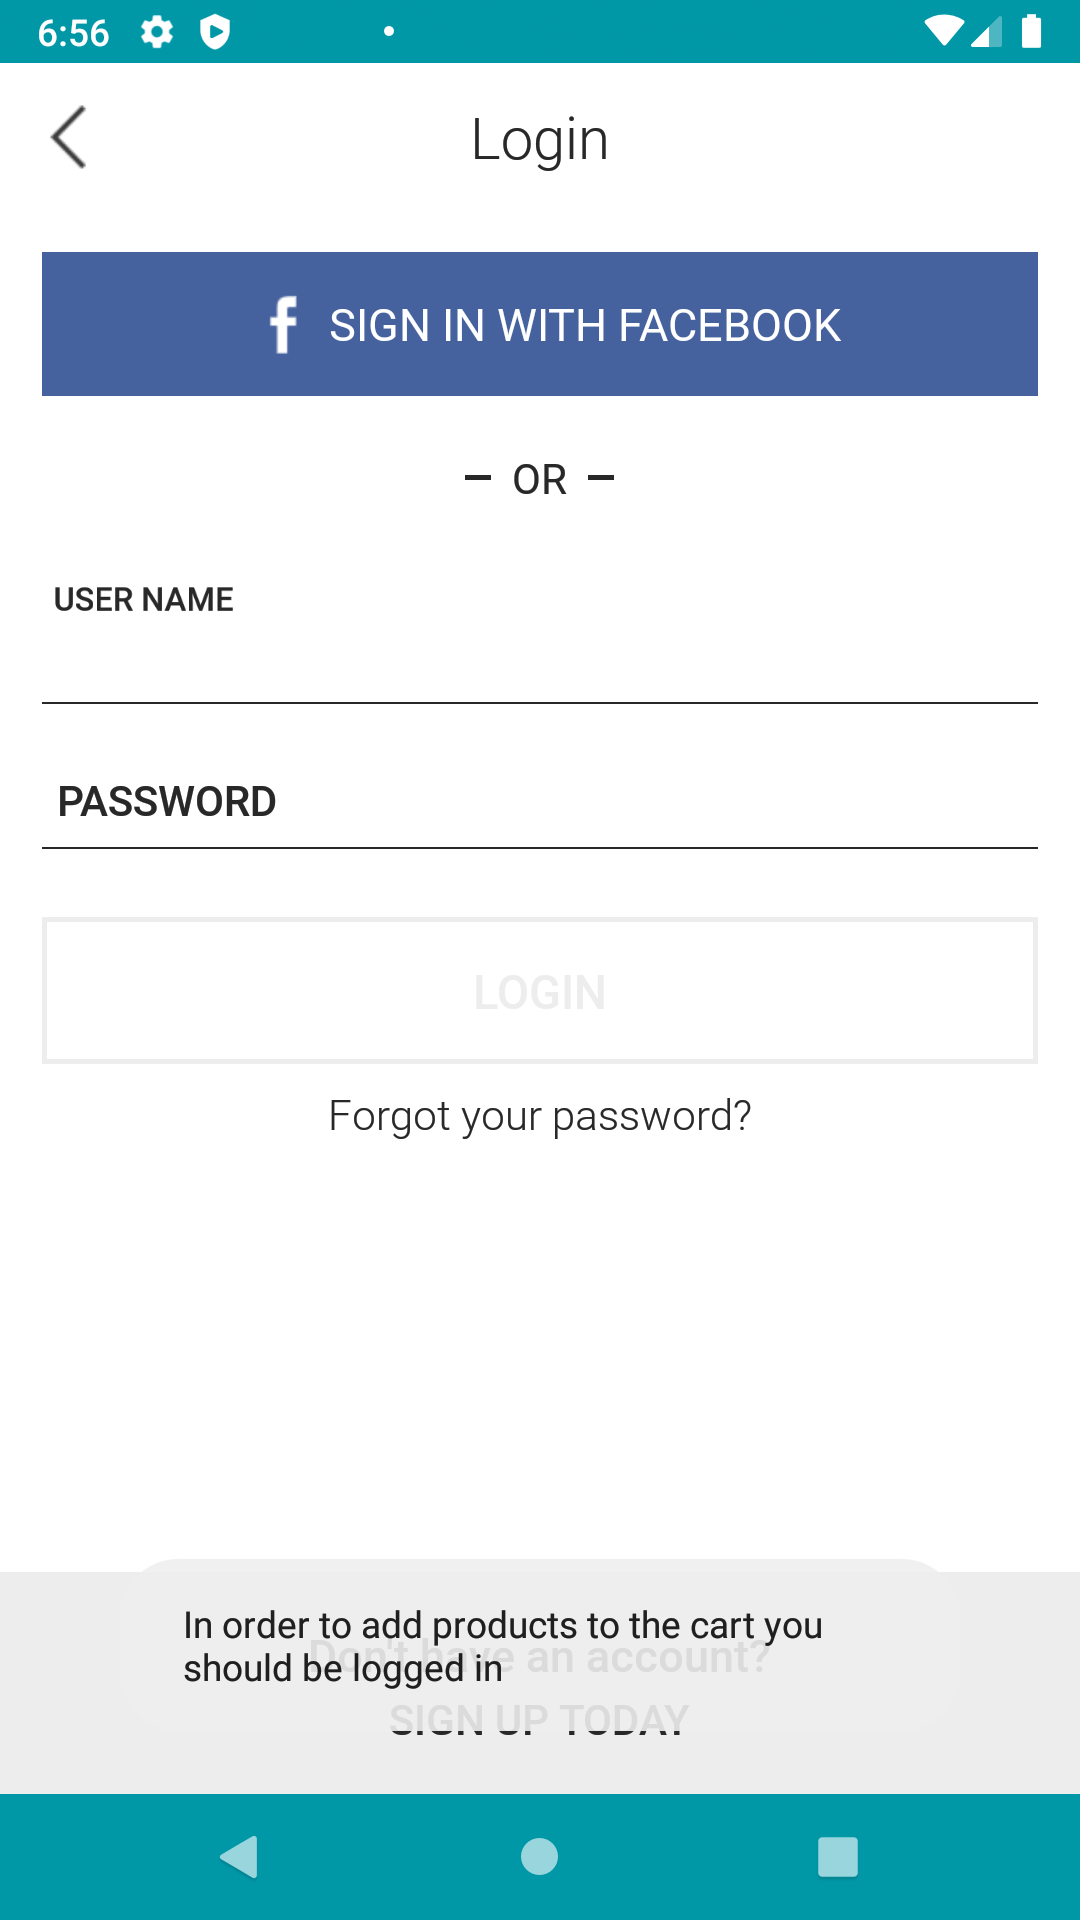 6:56
Login
f SIGN IN WITH FACEBOOK
– OR –
USER NAME
PASSWORD
LOGIN
Forgot your password?
In order to add products to the cart you
should be logged in
Don't have an account?
SIGN UP TODAY